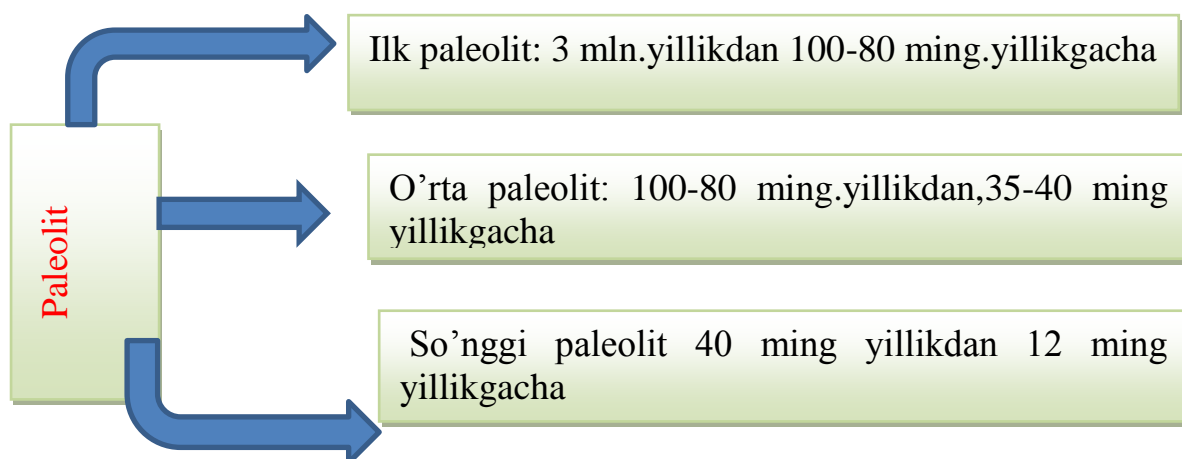 Paleolit
Ilk paleolit: 3 mln.yillikdan 100-80 ming.yillikgacha
O’rta paleolit: 100-80 ming.yillikdan,35-40 ming
yillikgacha
So’nggi paleolit 40 ming yillikdan 12 ming
yillikgacha